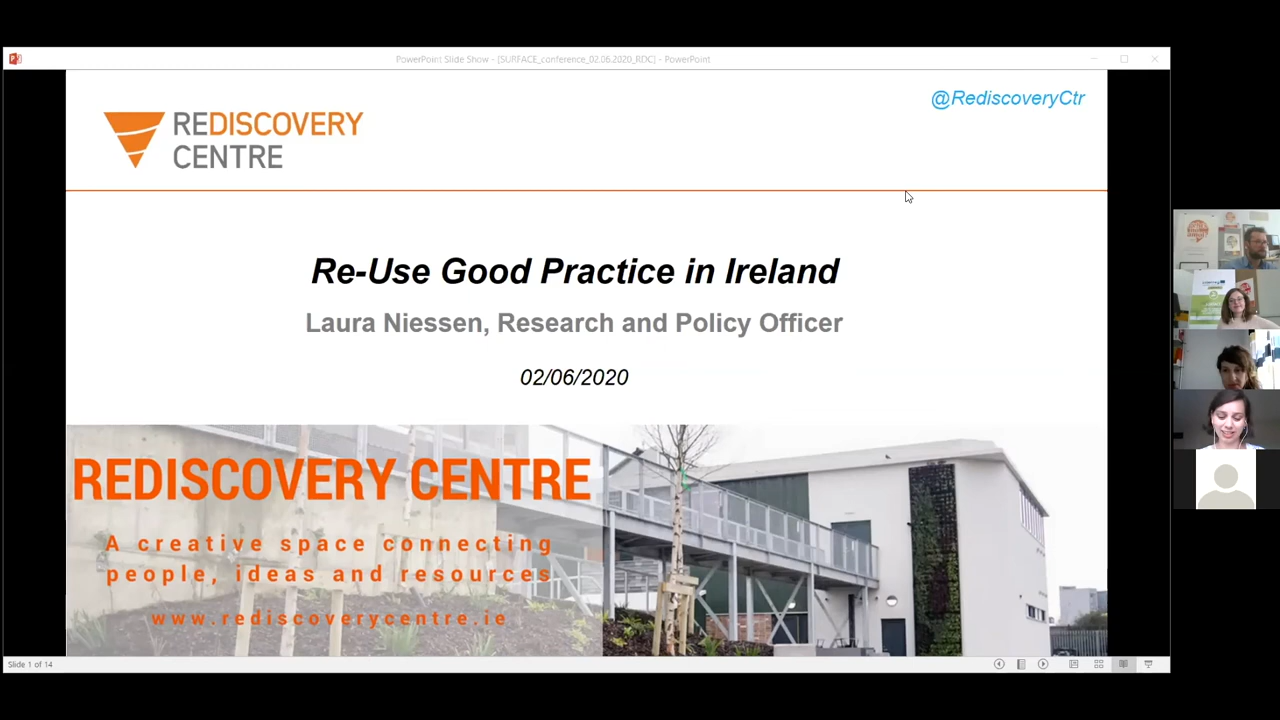 PowerPoint Slide Show - [SURFACE_conference_02.06.2020_RDC] - PowerPoint
@RediscoveryCtr
REDISCOVERY
CENTRE
Re-Use Good Practice in Ireland
Laura Niessen, Research and Policy Officer
02/06/2020
REDISCOVERY CENTRE
A creative space connecting
people, ideas and resources
www.rediscoverycentre.ie
Slide 1 of 14